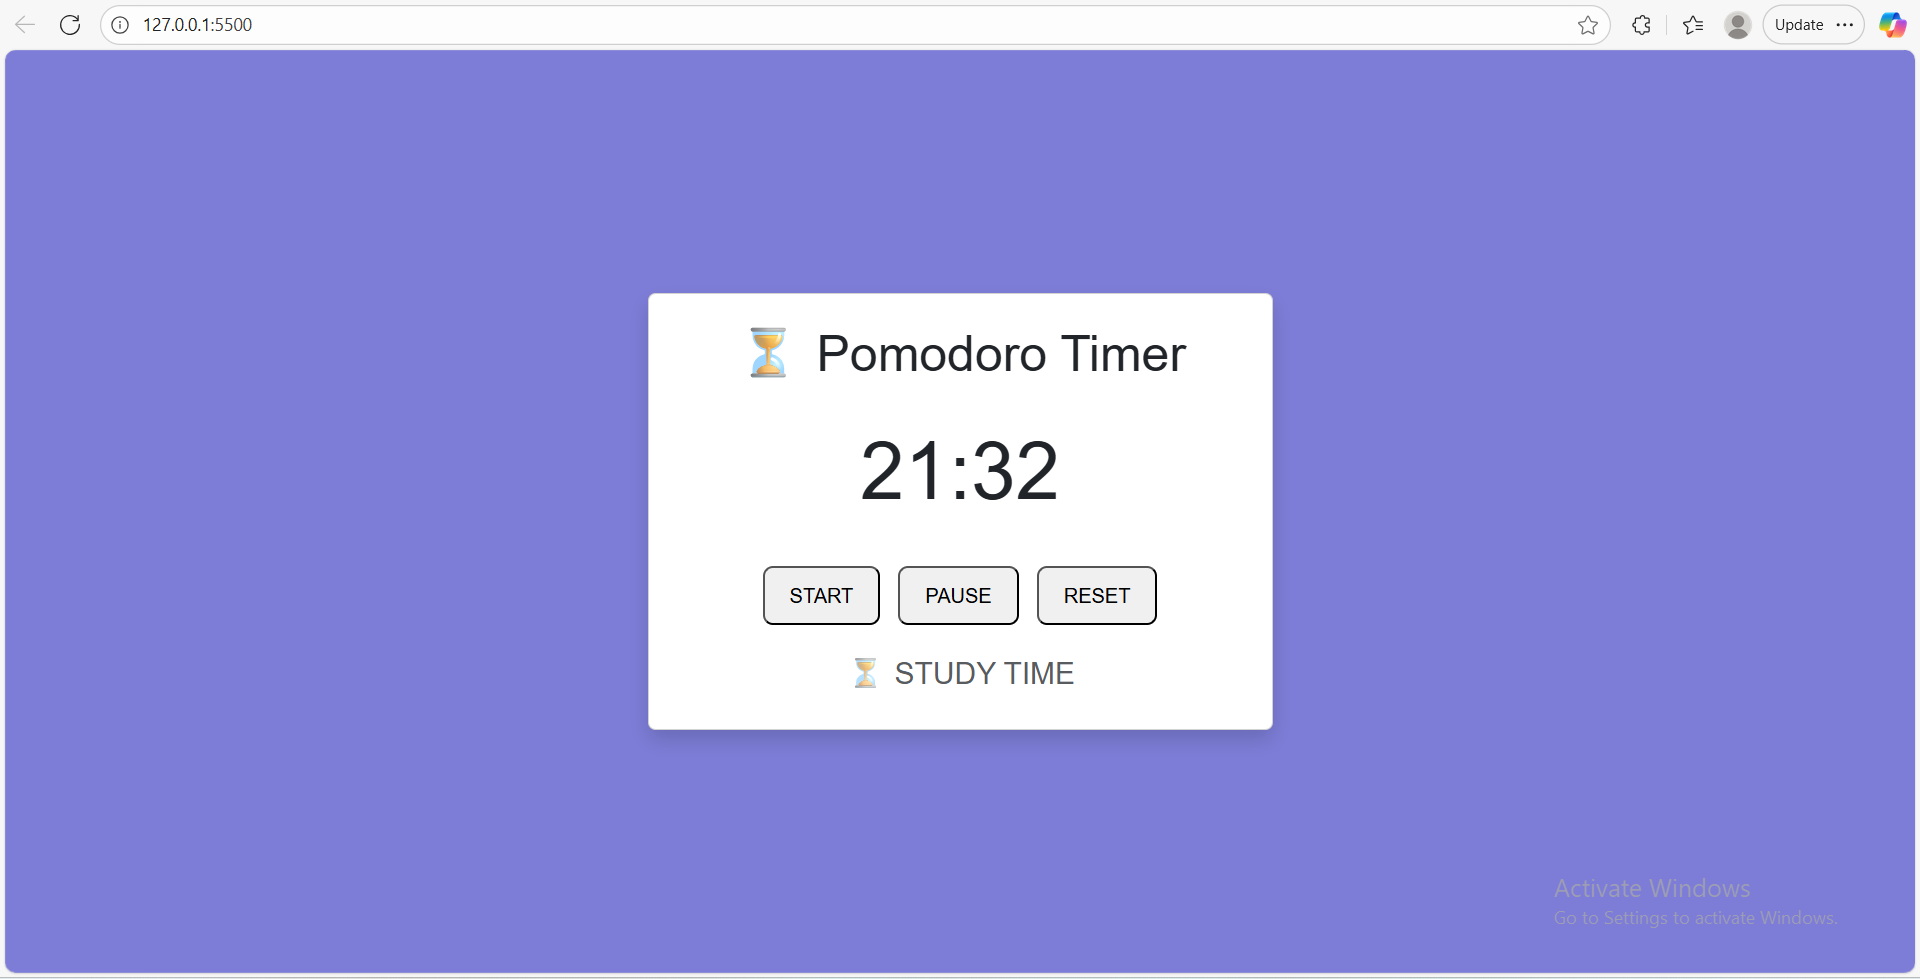 127.0.0.1:5500
Update
⏳ Pomodoro Timer
21:32
START PAUSE RESET
⏳ STUDY TIME
Activate Windows
Go to Settings to activate Windows.